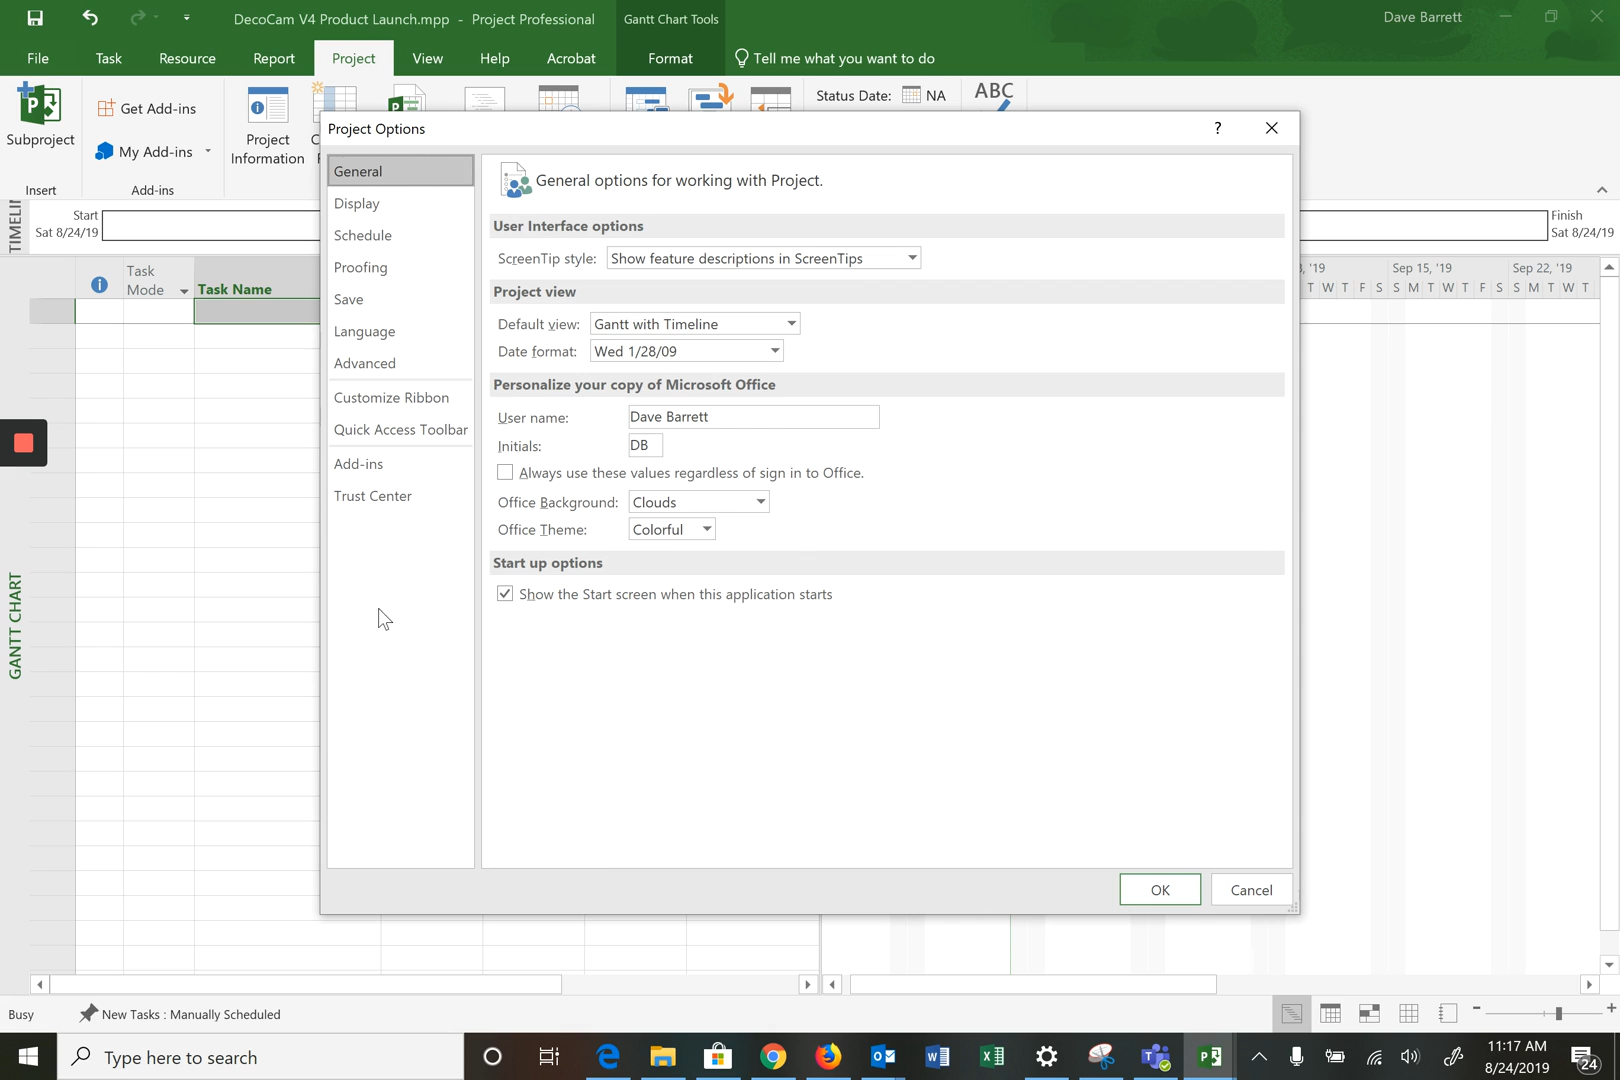 DecoCam V4 Product Launch.mpp - Project Professional
Gantt Chart Tools
Dave Barrett
File Task Resource Report Project View Help Acrobat Format Tell me what you want to do
Subproject
Get Add-ins
My Add-ins
Project
Information
Status Date: NA
ABC
Insert
Add-ins
Project Options
?
General
Display
Schedule
Proofing
Save
Language
Advanced
Customize Ribbon
Quick Access Toolbar
Add-ins
Trust Center
General options for working with Project.
User Interface options
ScreenTip style: Show feature descriptions in ScreenTips
Project view
Default view: Gantt with Timeline
Date format: Wed 1/28/09
Personalize your copy of Microsoft Office
User name: Dave Barrett
Initials: DB
Always use these values regardless of sign in to Office.
Office Background: Clouds
Office Theme: Colorful
Start up options
Show the Start screen when this application starts
OK Cancel
Start
Sat 8/24/19
Finish
Sat 8/24/19
Task
Mode
Task Name
'19 Sep 15, '19 Sep 22, '19
T W T F S S M T W T F S S M T W T
GANTT CHART
Busy
New Tasks : Manually Scheduled
Type here to search
11:17 AM
8/24/2019
24